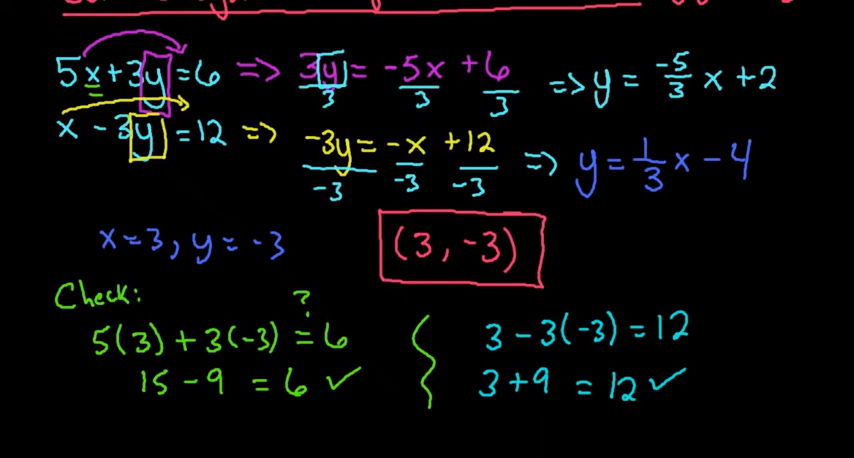 5x + 3y = 6 => 3y/3 = -5x/3 + 6/3 => y = -5/3 x + 2
x - 3y = 12 => -3y/-3 = -x/-3 + 12/-3 => y = 1/3 x - 4
x = 3, y = -3 (3, -3)
Check:
5(3) + 3(-3) ?= 6 3 - 3(-3) = 12
15 - 9 = 6 ✓ 3 + 9 = 12 ✓